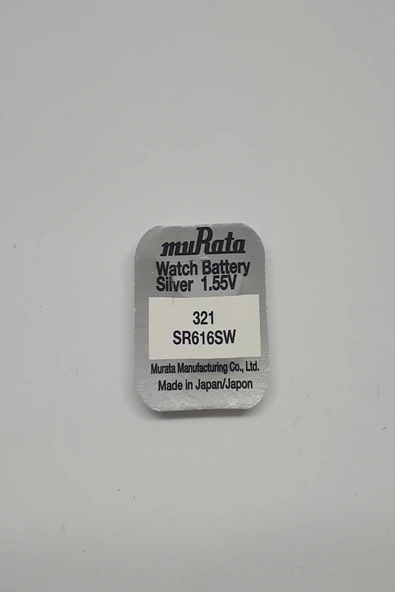 muRata
Watch Battery
Silver 1.55V
321
SR616SW
Murata Manufacturing Co., Ltd.
Made in Japan/Japon